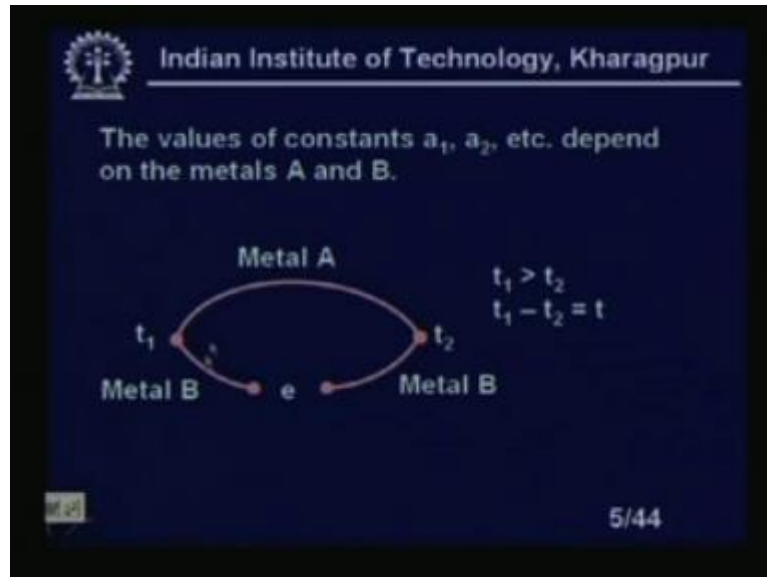 Indian Institute of Technology, Kharagpur
The values of constants a₁, a₂, etc. depend
on the metals A and B.
Metal A
t₁ > t₂
t₁ – t₂ = t
t₁
t₂
Metal B
e
Metal B
5/44